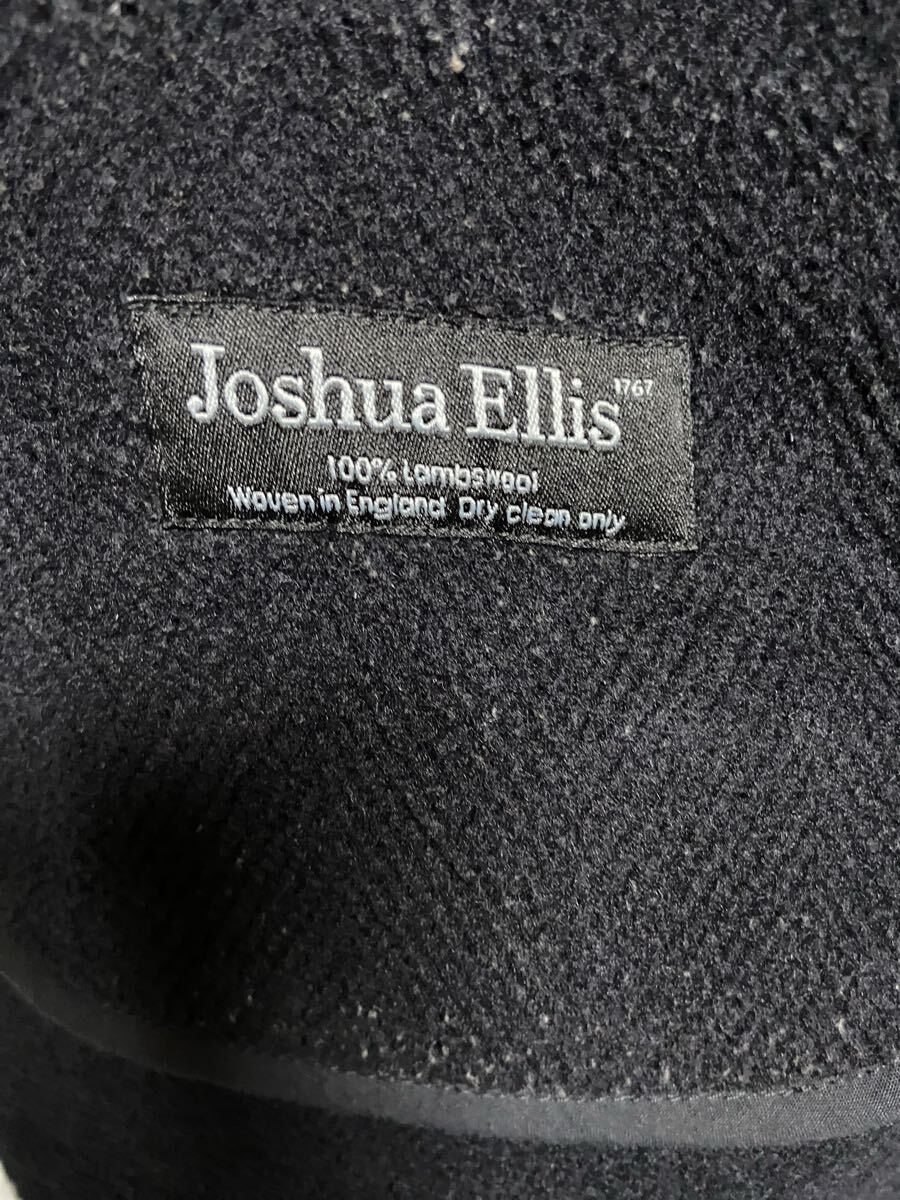 Joshua Ellis 1767
100% Lambswool
Woven in England Dry clean only